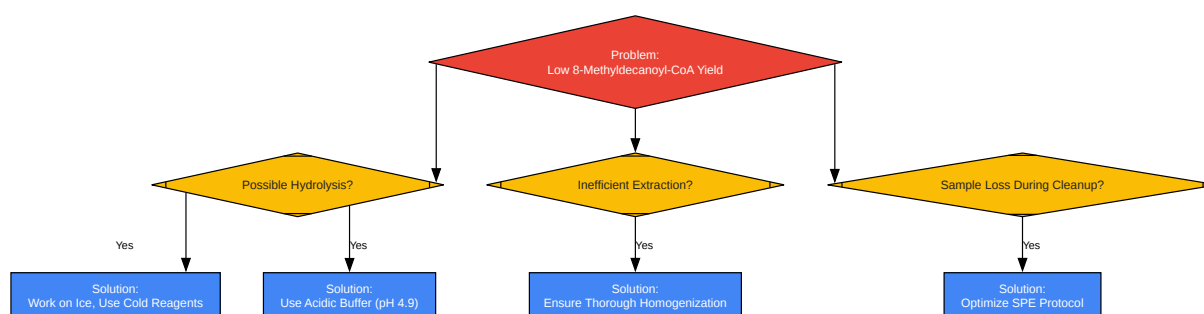 Problem:
Low 8-Methyldecanoyl-CoA Yield
Possible Hydrolysis?
Inefficient Extraction?
Sample Loss During Cleanup?
Yes
Yes
Yes
Yes
Solution:
Work on Ice, Use Cold Reagents
Solution:
Use Acidic Buffer (pH 4.9)
Solution:
Ensure Thorough Homogenization
Solution:
Optimize SPE Protocol